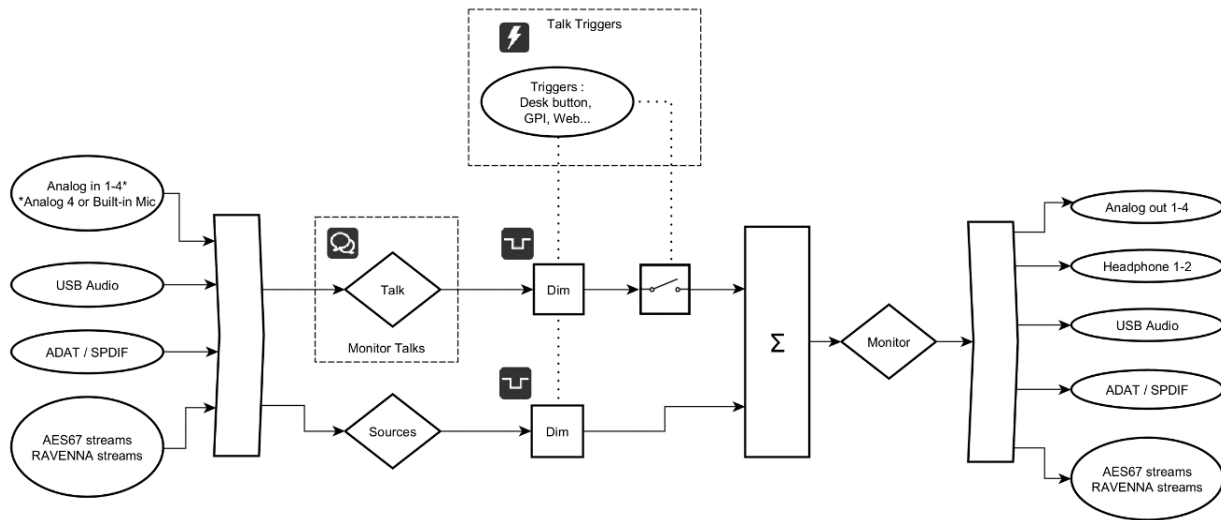 Talk Triggers
Triggers :
Desk button,
GPI, Web...
Analog in 1-4*
*Analog 4 or Built-in Mic
USB Audio
ADAT / SPDIF
AES67 streams
RAVENNA streams
Talk
Monitor Talks
Sources
Dim
Dim
Σ
Monitor
Analog out 1-4
Headphone 1-2
USB Audio
ADAT / SPDIF
AES67 streams
RAVENNA streams